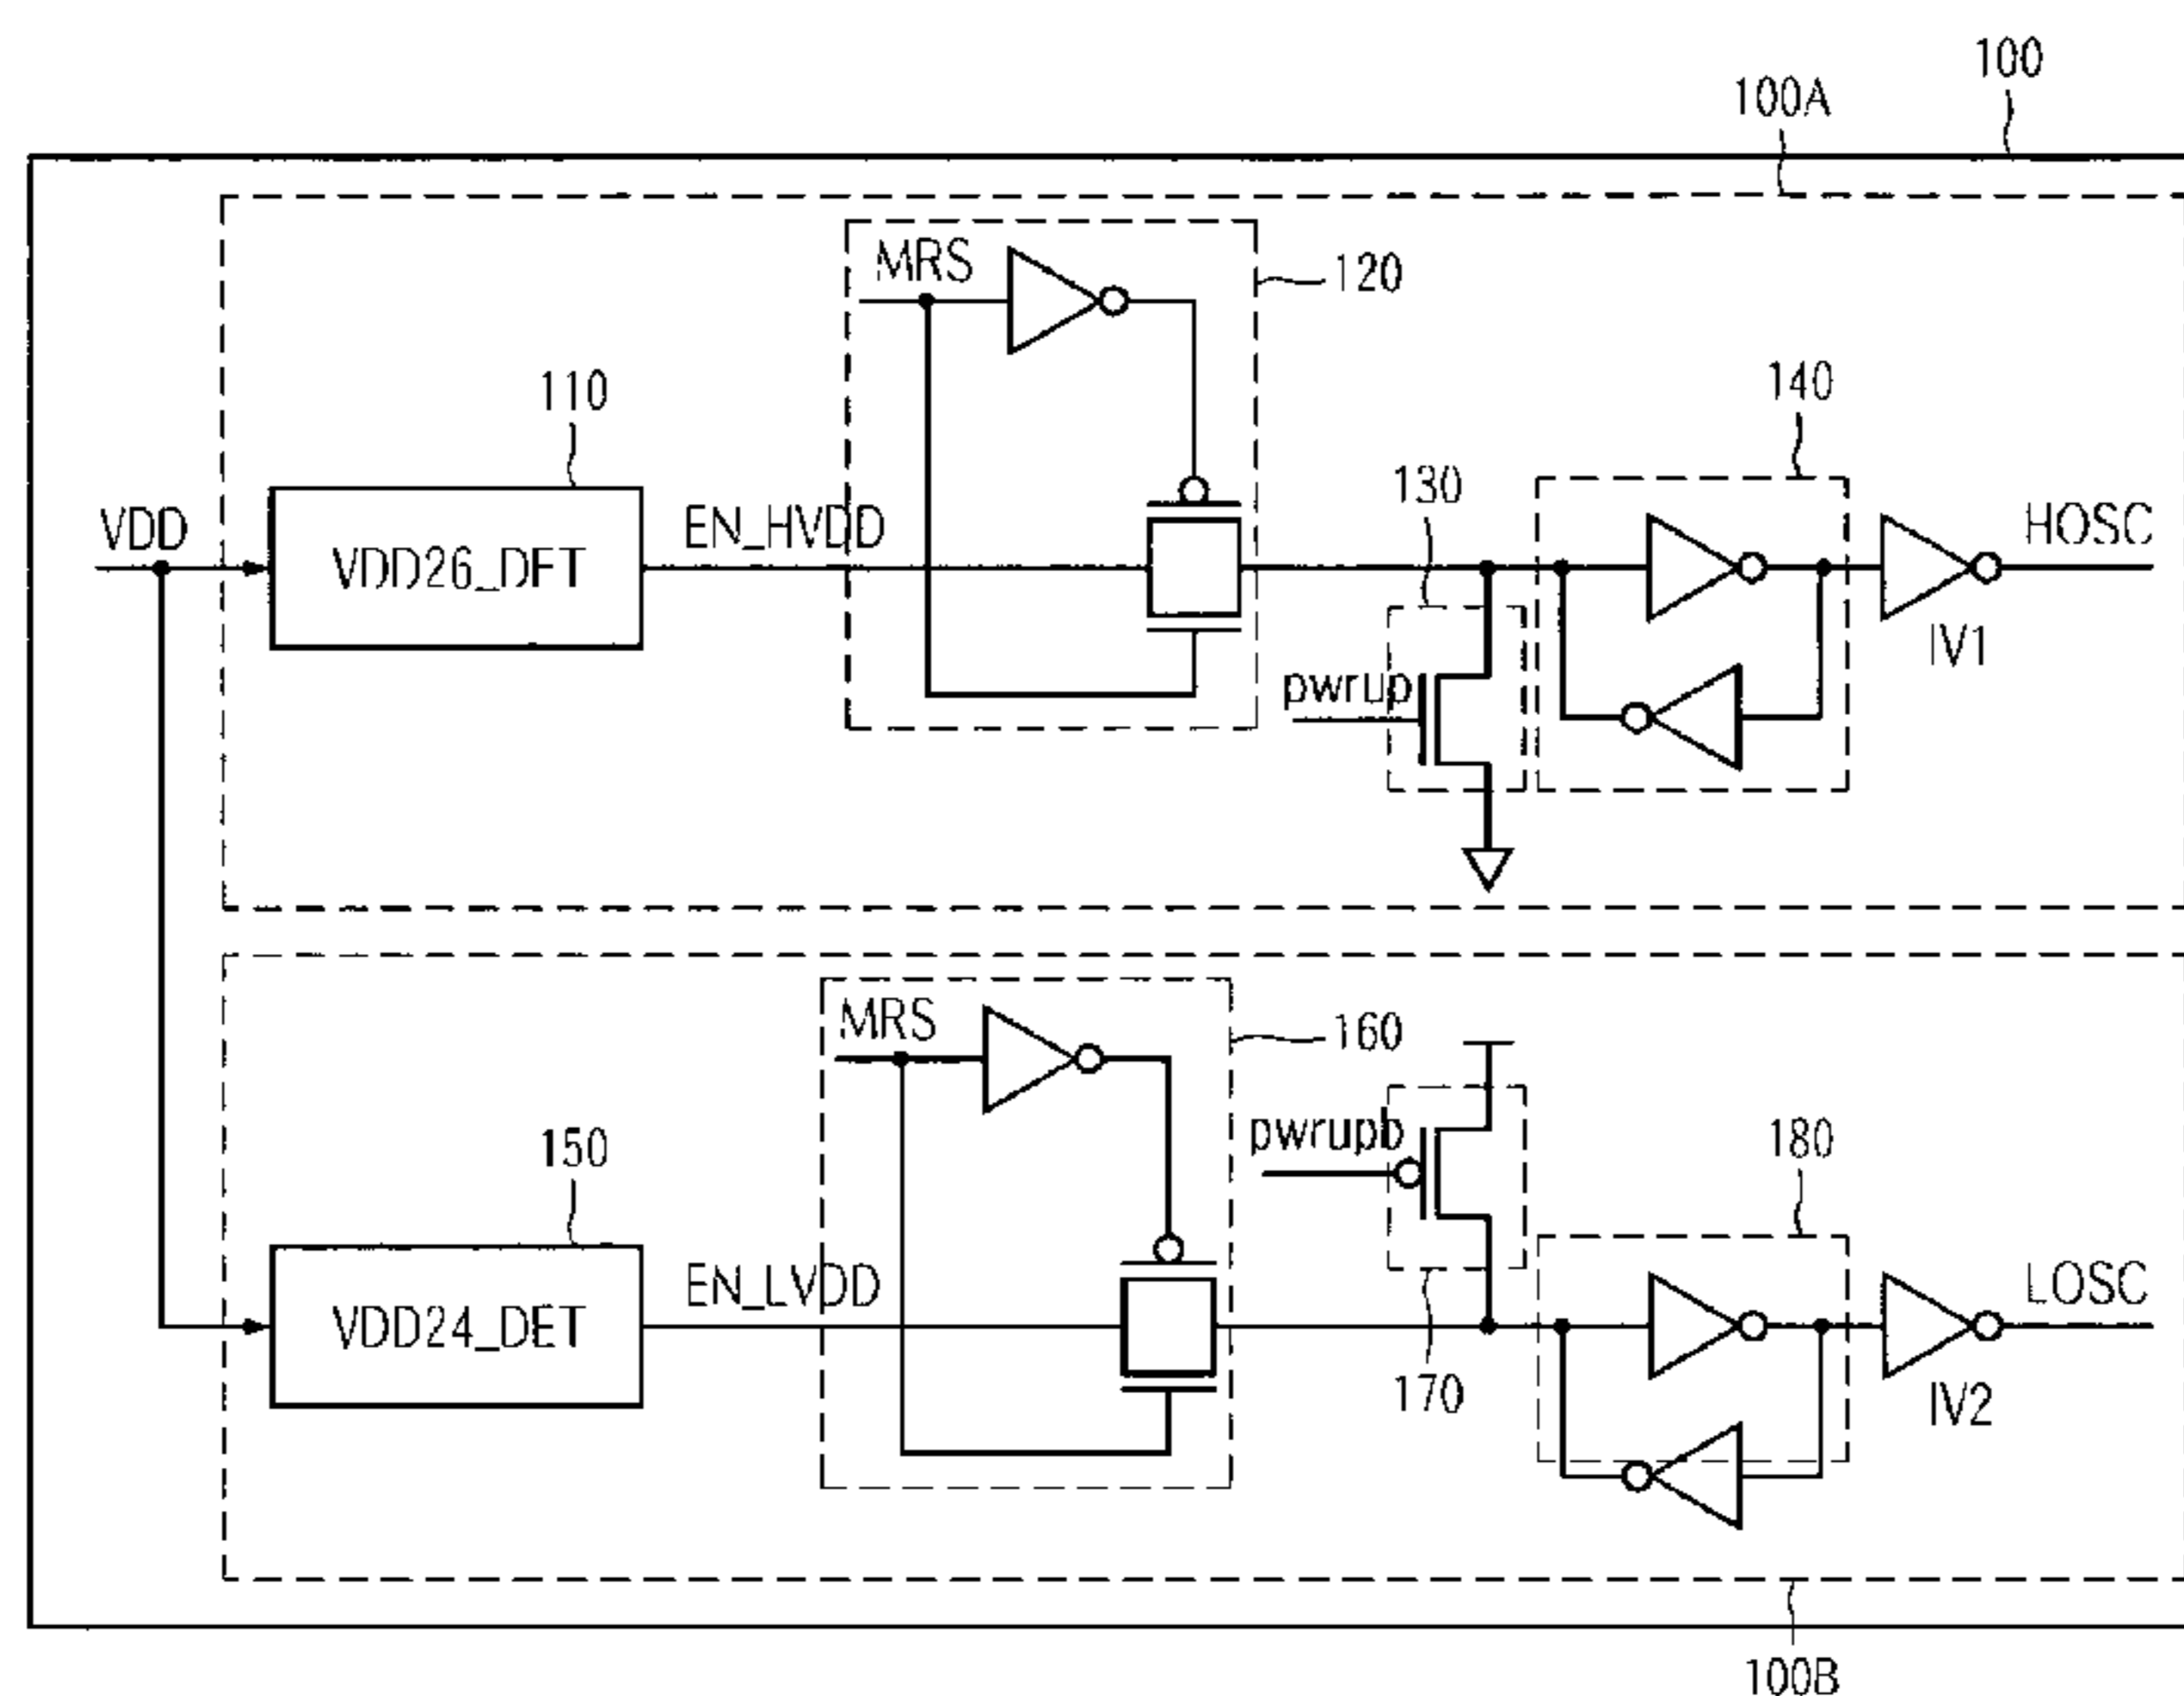 100
100A
MRS
120
110
140
130
VDD
VDD26_DET
EN_HVDD
HOSC
IV1
pwrup
MRS
160
pwrupb
150
180
EN_LVDD
LOSC
VDD24_DET
170
IV2
100B